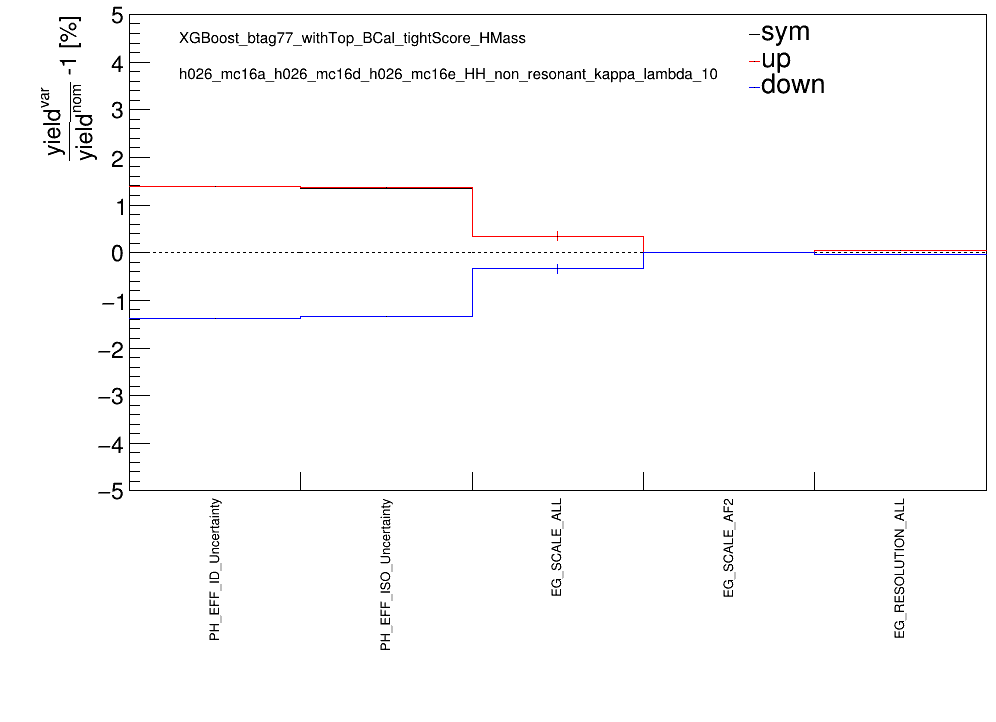 yield^var / yield^nom -1 [%]
XGBoost_btag77_withTop_BCal_tightScore_HMass
h026_mc16a_h026_mc16d_h026_mc16e_HH_non_resonant_kappa_lambda_10
sym
up
down
5
4
3
2
1
0
−1
−2
−3
−4
−5
PH_EFF_ID_Uncertainty
PH_EFF_ISO_Uncertainty
EG_SCALE_ALL
EG_SCALE_AF2
EG_RESOLUTION_ALL